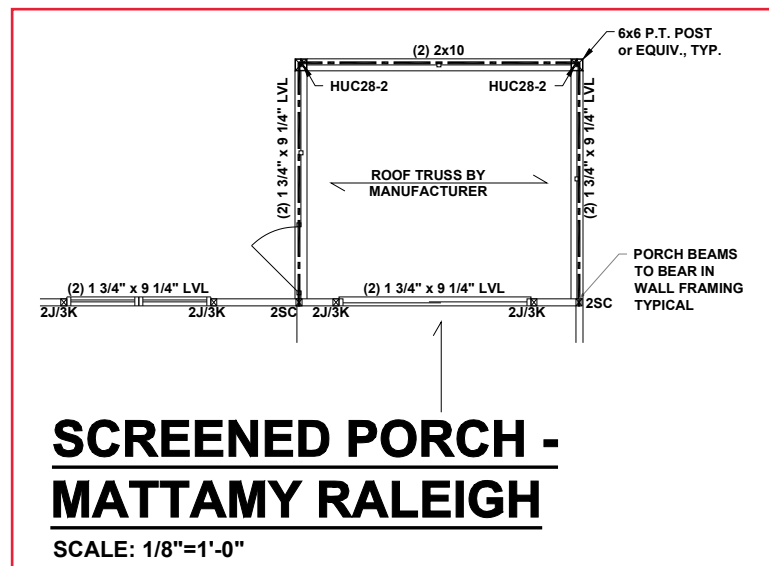 6x6 P.T. POST
or EQUIV., TYP.
(2) 2x10
HUC28-2
HUC28-2
(2) 1 3/4" x 9 1/4" LVL
(2) 1 3/4" x 9 1/4" LVL
ROOF TRUSS BY
MANUFACTURER
PORCH BEAMS
TO BEAR IN
WALL FRAMING
TYPICAL
(2) 1 3/4" x 9 1/4" LVL
(2) 1 3/4" x 9 1/4" LVL
2J/3K
2J/3K
2SC
2J/3K
2J/3K
2SC
SCREENED PORCH -
MATTAMY RALEIGH
SCALE: 1/8"=1'-0"